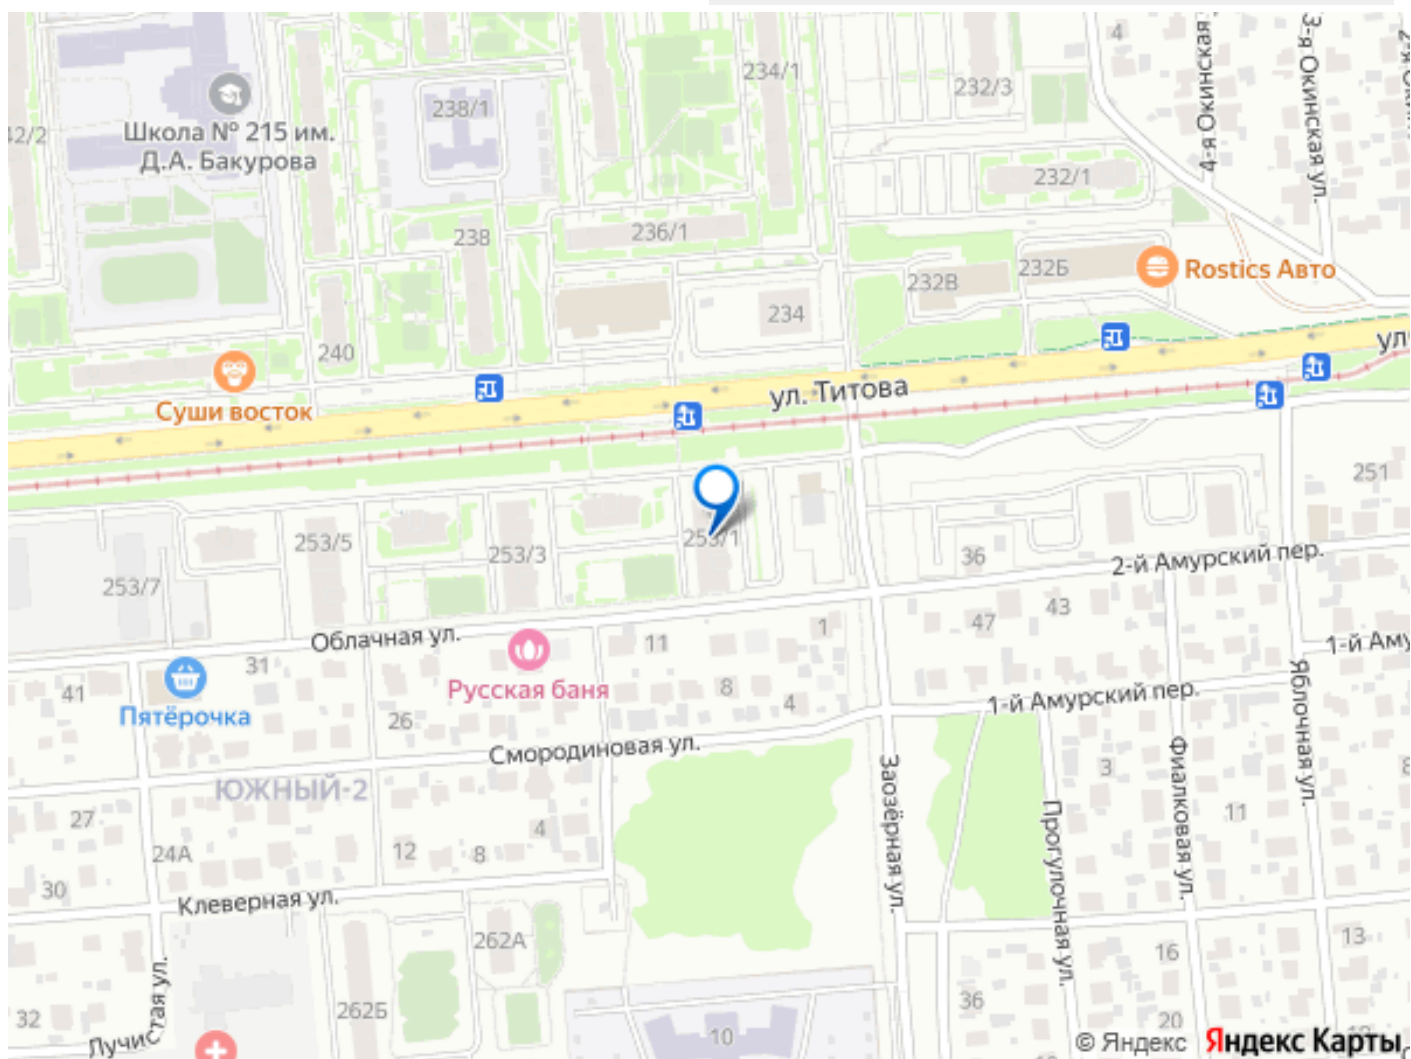 4
3-я Окинская ул.
4-я Окинская
234/1
232/3
238/1
42/2
Школа № 215 им.
Д.А. Бакурова
232/1
238
236/1
232В
232Б
Rostics Авто
234
240
ул. Титова
Суши восток
251
253/5
253/3
253/1
36
2-й Амурский пер.
253/7
43
47
1
Облачная ул.
11
31
1-й Аму
41
Русская баня
8
4
1-й Амурский пер.
Яблочная ул.
Пятёрочка
26
Смородиновая ул.
ЮЖНЫЙ-2
Заозёрная ул.
3
Фиалковая ул.
8
27
4
11
Прогулочная ул.
24А
12
8
30
Клеверная ул.
262А
13
16
Лучистая ул.
32
262Б
36
10
20
© Яндекс Яндекс Карты